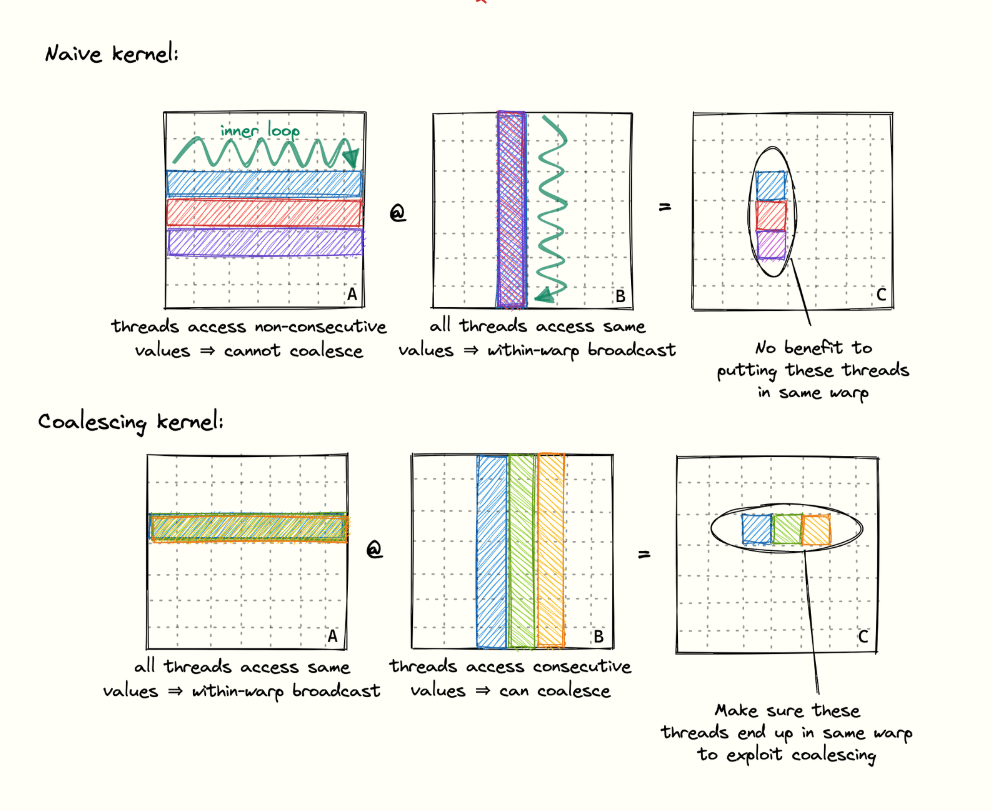 Naive kernel:
inner loop
@
=
A
B
C
threads access non-consecutive
values ⇒ cannot coalesce
all threads access same
values ⇒ within-warp broadcast
No benefit to
putting these threads
in same warp
Coalescing kernel:
@
=
A
B
C
all threads access same
values ⇒ within-warp broadcast
threads access consecutive
values ⇒ can coalesce
Make sure these
threads end up in same warp
to exploit coalescing